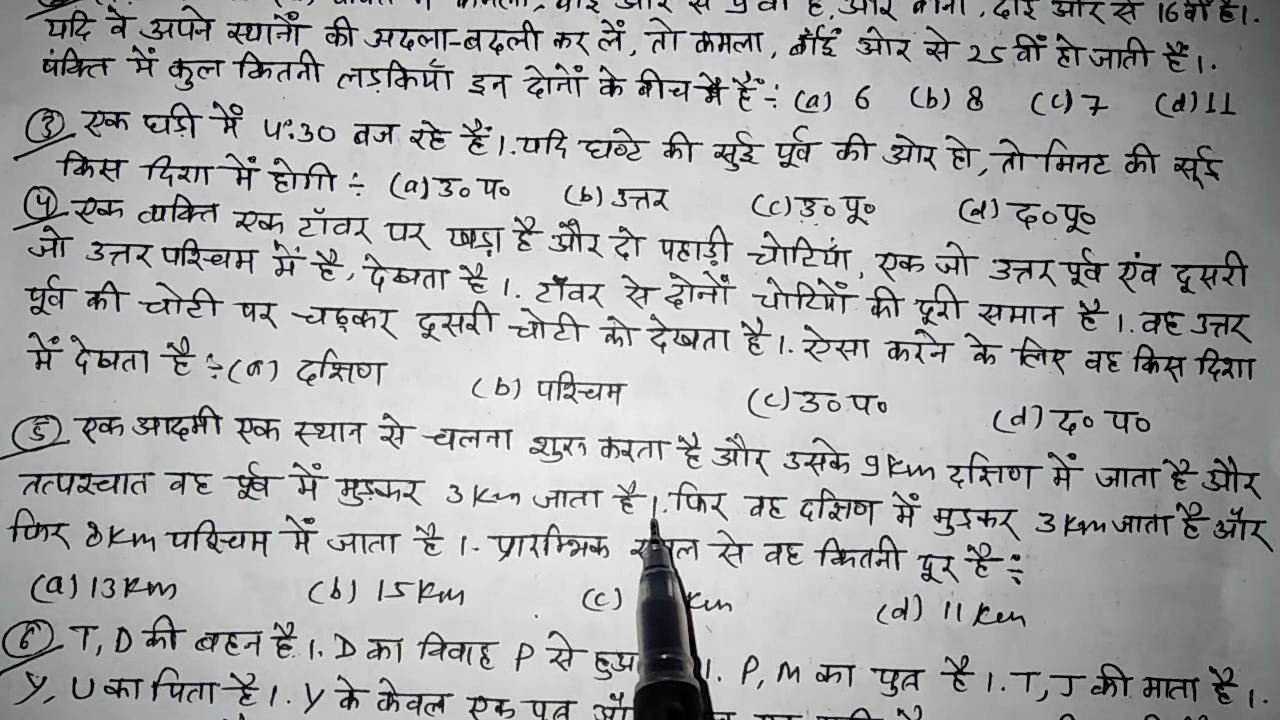 यदि वे अपने स्थानों की अदला-बदली कर लें, तो कमला, बाँई ओर से 25 वीं हो जाती हैं।.
पंक्ति में कुल कितनी लडकियाँ इन दोनों के बीच में हैं ÷ (a) 6 (b) 8 (c) 7 (d) 11
③ एक घडी में 4:30 बज रहे हैं।. यदि घण्टे की सुई पूर्व की ओर हो, तो मिनट की सूई
किस दिशा में होगी ÷ (a) उ० प० (b) उत्तर (c) उ० पू० (d) द० पू०
④ एक व्यक्ति एक टॉवर पर खड़ा है और दो पहाड़ी चोटियां, एक जो उत्तर पूर्व एंव दूसरी
जो उत्तर पश्चिम में है, देखता है।. टॉवर से दोनों चोटियों की दूरी समान है।. वह उत्तर
पूर्व की चोटी पर चढ़कर दूसरी चोटी को देखता है।. ऐसा करने के लिए वह किस दिशा
में देखता है ÷ (a) दक्षिण (b) पश्चिम (c) उ० प० (d) द० प०
⑤ एक आदमी एक स्थान से चलना शुरू करता है और उसके 9 Km दक्षिण में जाता है और
तत्पश्चात वह पूर्व में मुड़कर 3 Km जाता है।. फिर वह दक्षिण में मुडकर 3 Km जाता है और
फिर 8 Km पश्चिम में जाता है।. प्रारम्भिक स्थल से वह कितनी दूर है ÷
(a) 13 Km (b) 15 Km (c) Km (d) 11 Km
⑥ T, D की बहन है।. D का विवाह P से हुआ ।. P, M का पुत्र है।. T, J की माता है।.
Y, U का पिता है।. Y के केवल एक पुत्र